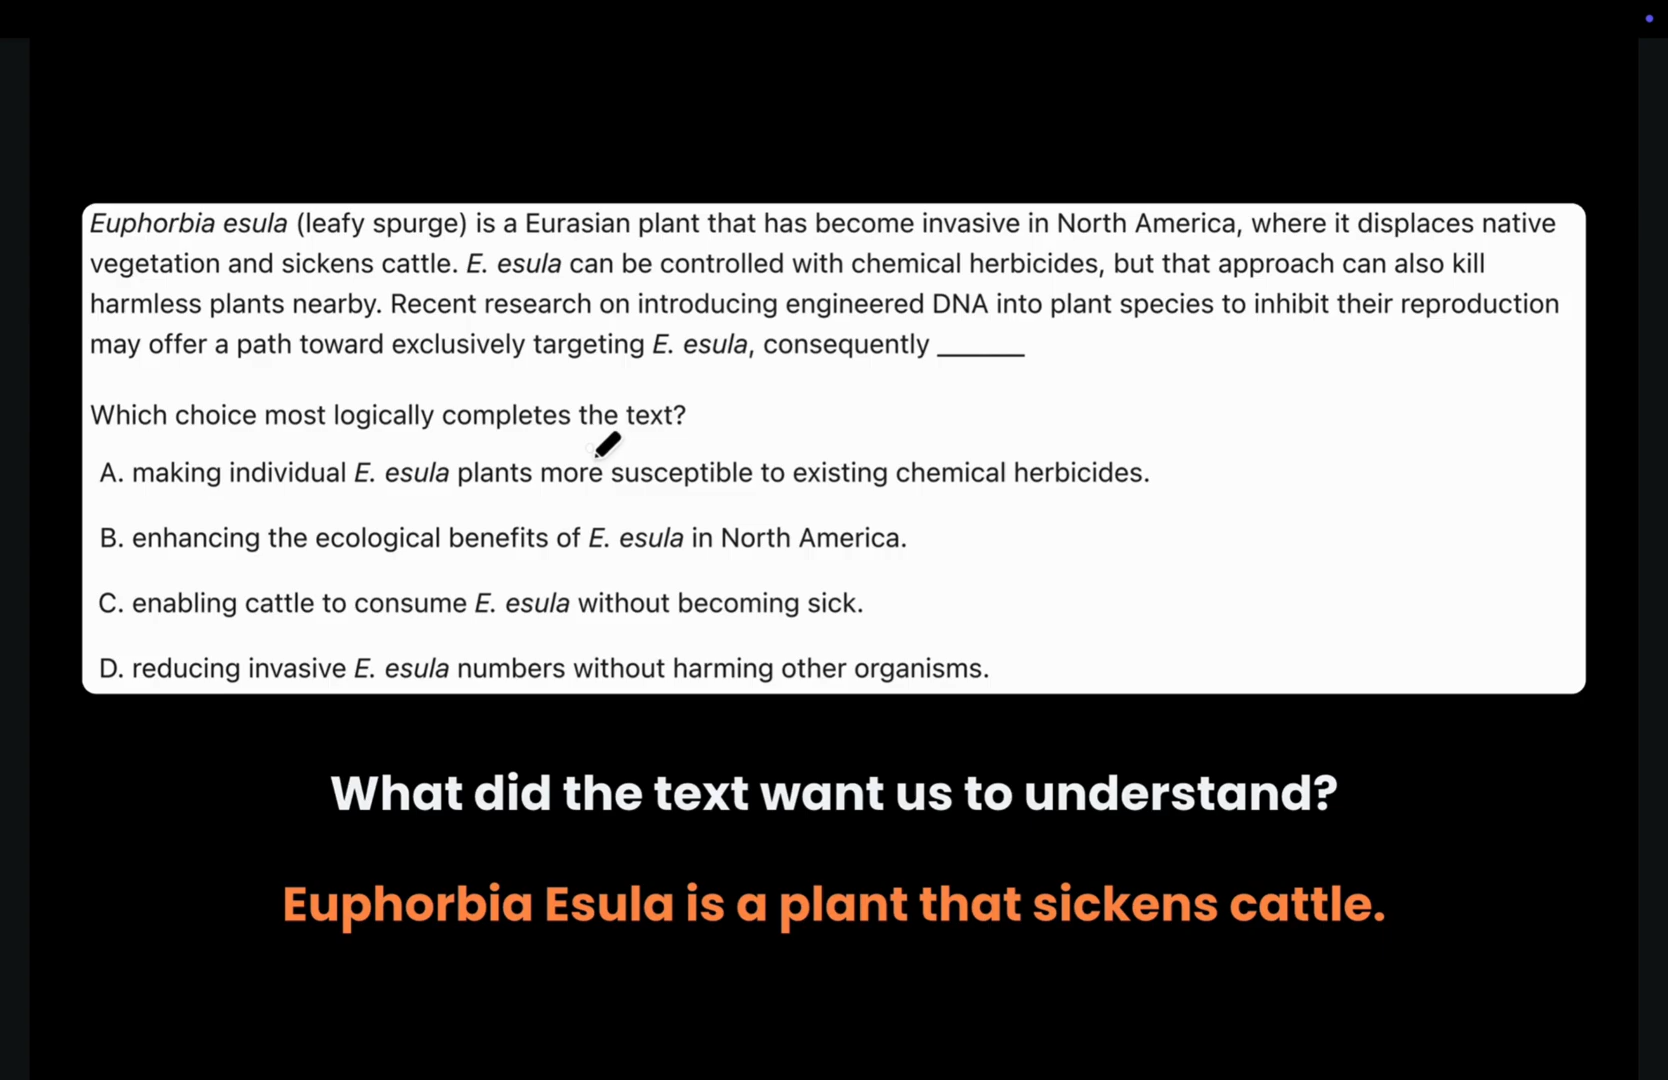 Euphorbia esula (leafy spurge) is a Eurasian plant that has become invasive in North America, where it displaces native
vegetation and sickens cattle. E. esula can be controlled with chemical herbicides, but that approach can also kill
harmless plants nearby. Recent research on introducing engineered DNA into plant species to inhibit their reproduction
may offer a path toward exclusively targeting E. esula, consequently ______
Which choice most logically completes the text?
A. making individual E. esula plants more susceptible to existing chemical herbicides.
B. enhancing the ecological benefits of E. esula in North America.
C. enabling cattle to consume E. esula without becoming sick.
D. reducing invasive E. esula numbers without harming other organisms.
What did the text want us to understand?
Euphorbia Esula is a plant that sickens cattle.